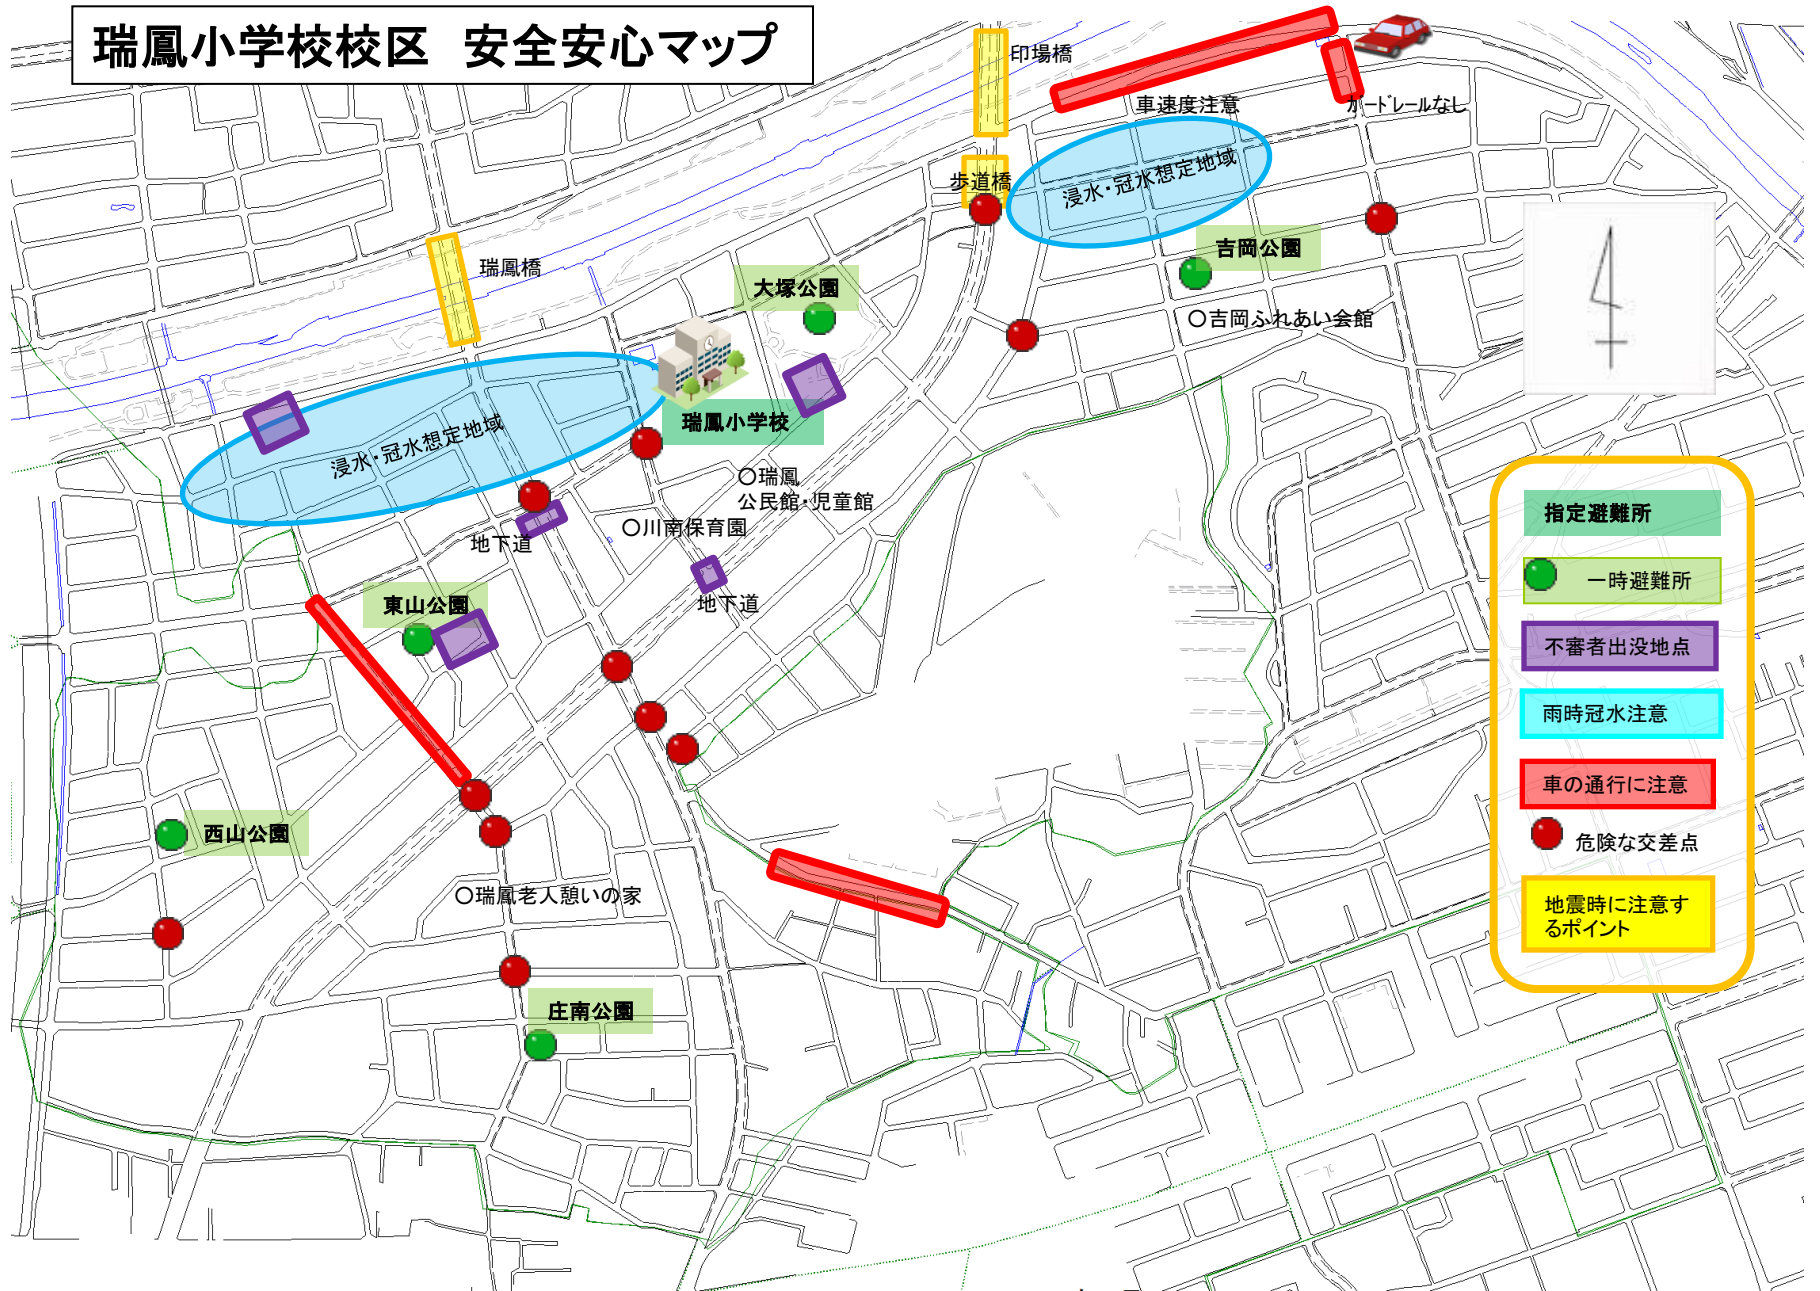 瑞鳳小学校校区　安全安心マップ
印場橋
車速度注意
ガードレールなし
歩道橋
浸水・冠水想定地域
吉岡公園
瑞鳳橋
大塚公園
〇吉岡ふれあい会館
瑞鳳小学校
浸水・冠水想定地域
〇瑞鳳
公民館・児童館
〇川南保育園
地下道
地下道
東山公園
西山公園
〇瑞鳳老人憩いの家
庄南公園
指定避難所
一時避難所
不審者出没地点
雨時冠水注意
車の通行に注意
危険な交差点
地震時に注意す
るポイント